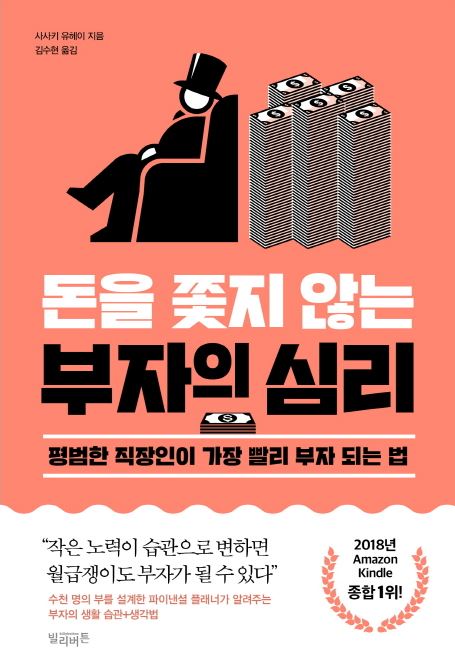 사사키 유헤이 지음
김수현 옮김
돈을 쫓지 않는
부자의 심리
평범한 직장인이 가장 빨리 부자 되는 법
“작은 노력이 습관으로 변하면
월급쟁이도 부자가 될 수 있다”
수천 명의 부를 설계한 파이낸셜 플래너가 알려주는
부자의 생활 습관+생각법
빌리버튼
2018년
Amazon
Kindle
종합 1위!